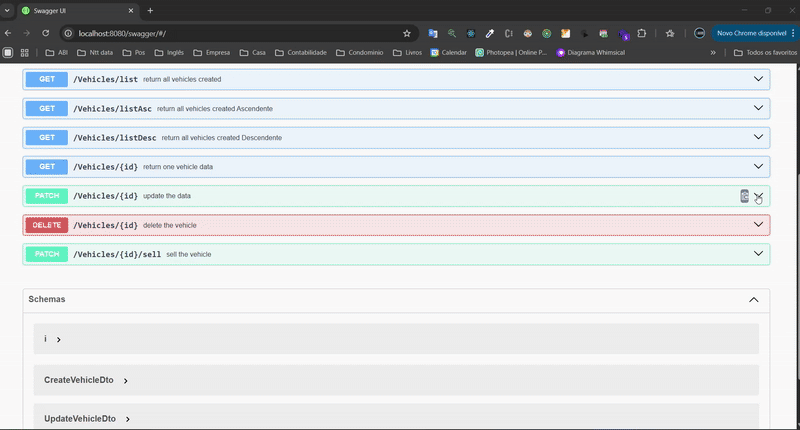 Swagger UI
localhost:8080/swagger/#/
Novo Chrome disponível
ABI Ntt data Pos Inglês Empresa Casa Contabilidade Condominio Livros Calendar Photopea | Online P... Diagrama Whimsical » Todos os favoritos
GET /Vehicles/list return all vehicles created
GET /Vehicles/listAsc return all vehicles created Ascendente
GET /Vehicles/listDesc return all vehicles created Descendente
GET /Vehicles/{id} return one vehicle data
PATCH /Vehicles/{id} update the data
DELETE /Vehicles/{id} delete the vehicle
PATCH /Vehicles/{id}/sell sell the vehicle
Schemas
i
CreateVehicleDto
UpdateVehicleDto